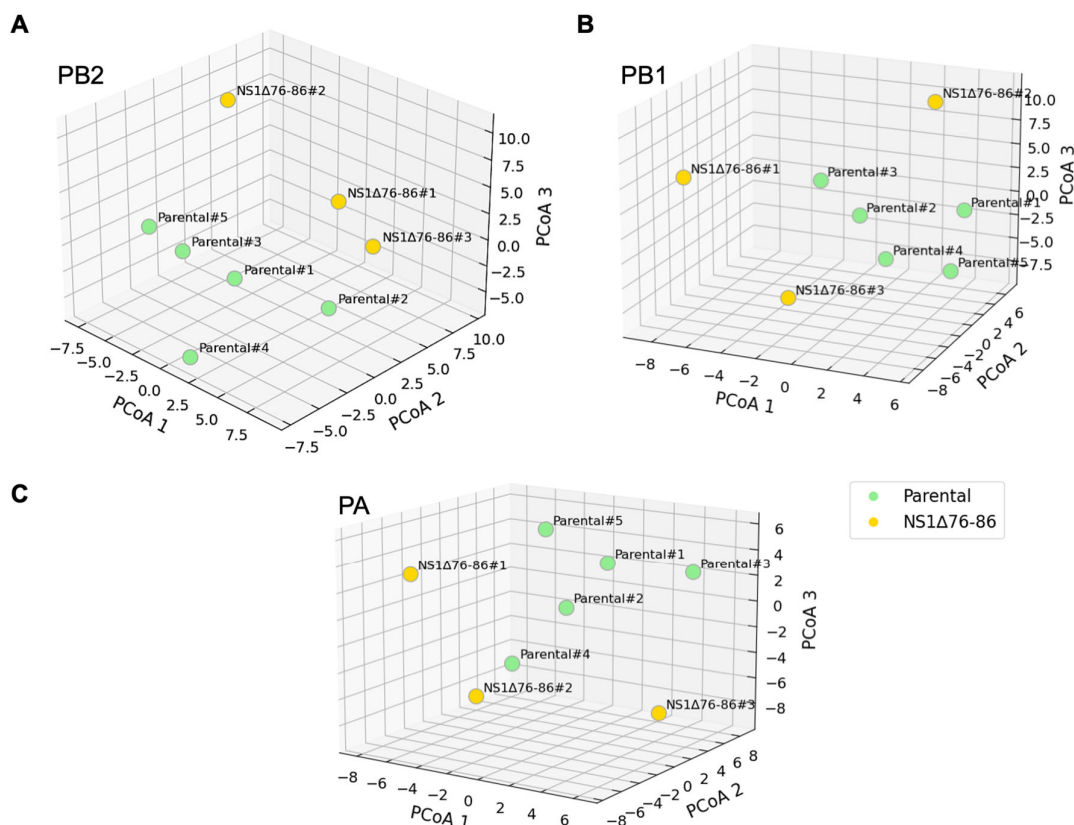 A
PB2
NS1Δ76-86#2
NS1Δ76-86#1
NS1Δ76-86#3
Parental#5
Parental#3
Parental#1
Parental#2
Parental#4
10.0
7.5
5.0
2.5
0.0
−2.5
−5.0
PCoA 3
−7.5
−5.0
−2.5
0.0
2.5
5.0
7.5
PCoA 1
−7.5
−5.0
−2.5
0.0
2.5
5.0
7.5
10.0
PCoA 2
B
PB1
NS1Δ76-86#2
NS1Δ76-86#1
Parental#3
Parental#2
Parental#1
Parental#4
Parental#5
NS1Δ76-86#3
10.0
7.5
5.0
2.5
0.0
−2.5
−5.0
−7.5
PCoA 3
−8
−6
−4
−2
0
2
4
6
PCoA 1
−8
−6
−4
−2
0
2
4
6
PCoA 2
C
PA
Parental#5
Parental#1
Parental#3
NS1Δ76-86#1
Parental#2
Parental#4
NS1Δ76-86#2
NS1Δ76-86#3
6
4
2
0
−2
−4
−6
−8
PCoA 3
−8
−6
−4
−2
0
2
4
6
PCoA 1
−8
−6
−4
−2
0
2
4
6
8
PCoA 2
Parental
NS1Δ76-86